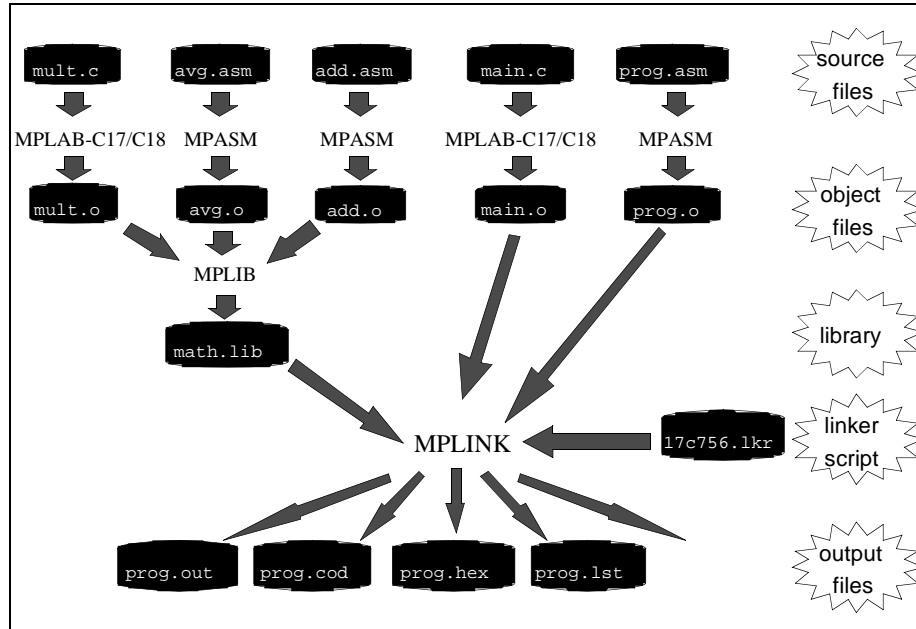 mult.c avg.asm add.asm main.c prog.asm source files
MPLAB-C17/C18 MPASM MPASM MPLAB-C17/C18 MPASM
mult.o avg.o add.o main.o prog.o object files
MPLIB
math.lib library
MPLINK 17c756.lkr linker script
prog.out prog.cod prog.hex prog.lst output files